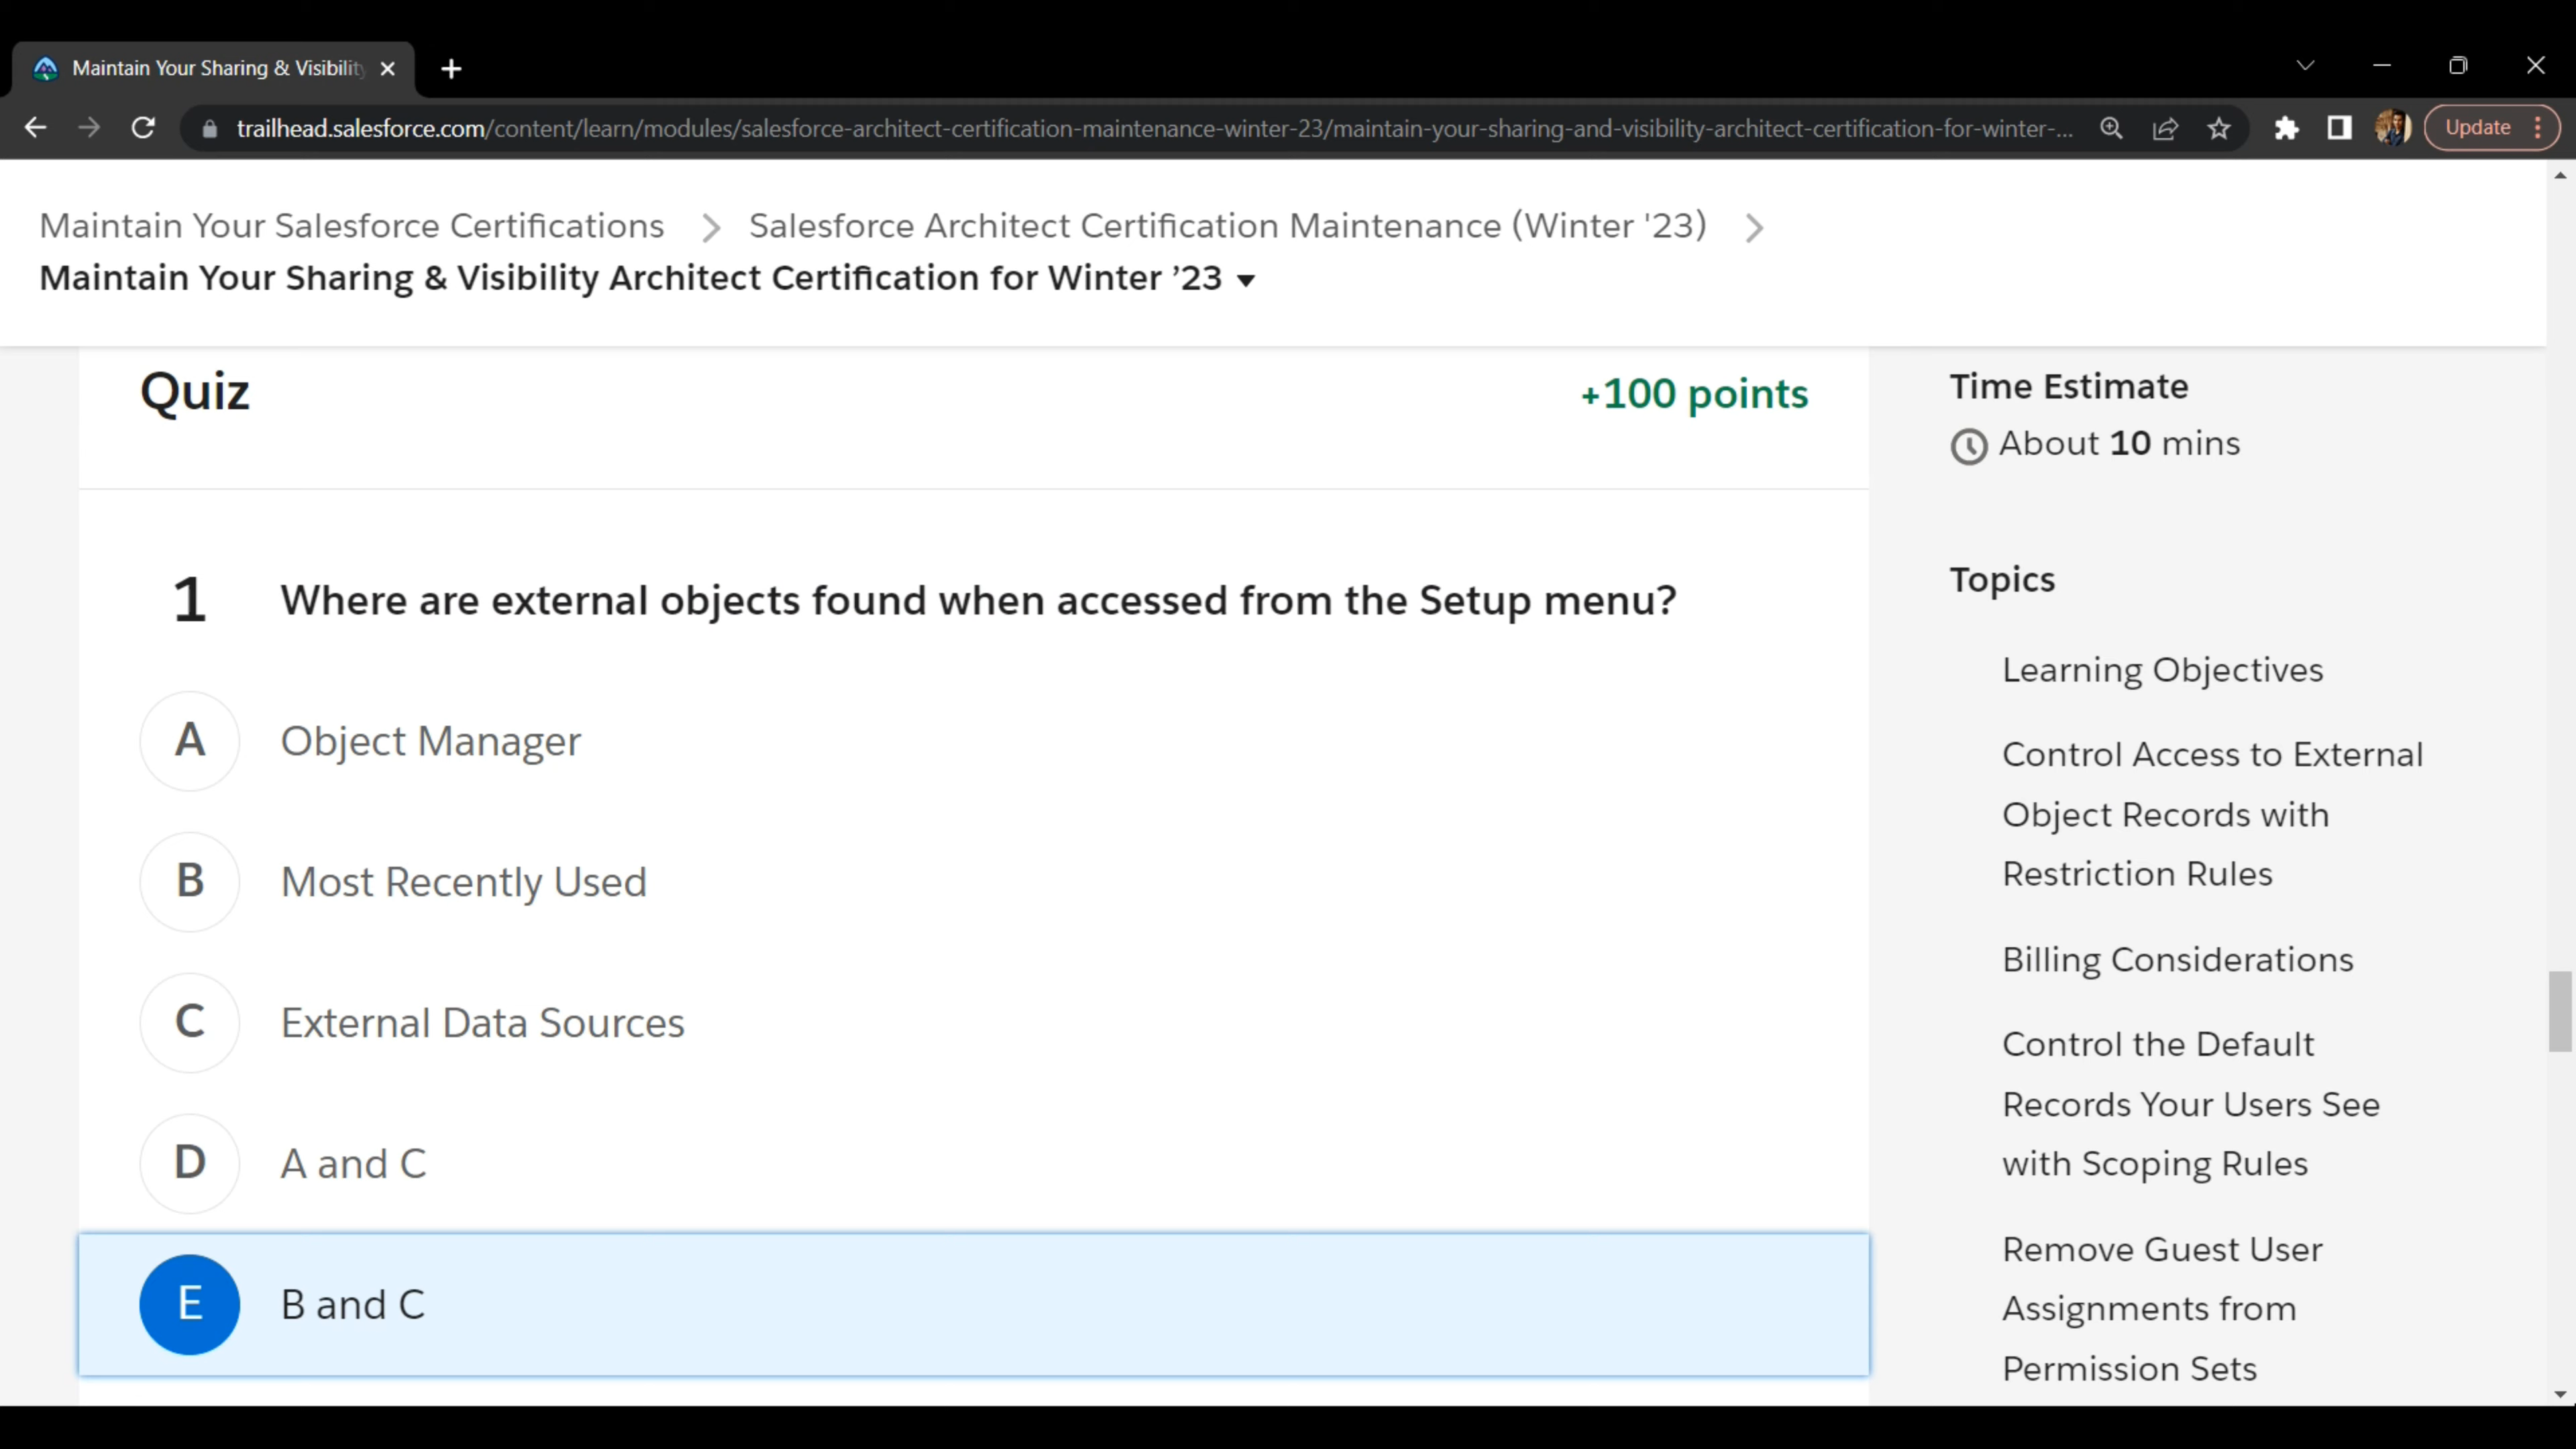 Maintain Your Sharing & Visibility
trailhead.salesforce.com/content/learn/modules/salesforce-architect-certification-maintenance-winter-23/maintain-your-sharing-and-visibility-architect-certification-for-winter-...
Update
Maintain Your Salesforce Certifications > Salesforce Architect Certification Maintenance (Winter '23) >
Maintain Your Sharing & Visibility Architect Certification for Winter ’23
Quiz
+100 points
1 Where are external objects found when accessed from the Setup menu?
A Object Manager
B Most Recently Used
C External Data Sources
D A and C
E B and C
Time Estimate
About 10 mins
Topics
Learning Objectives
Control Access to External
Object Records with
Restriction Rules
Billing Considerations
Control the Default
Records Your Users See
with Scoping Rules
Remove Guest User
Assignments from
Permission Sets